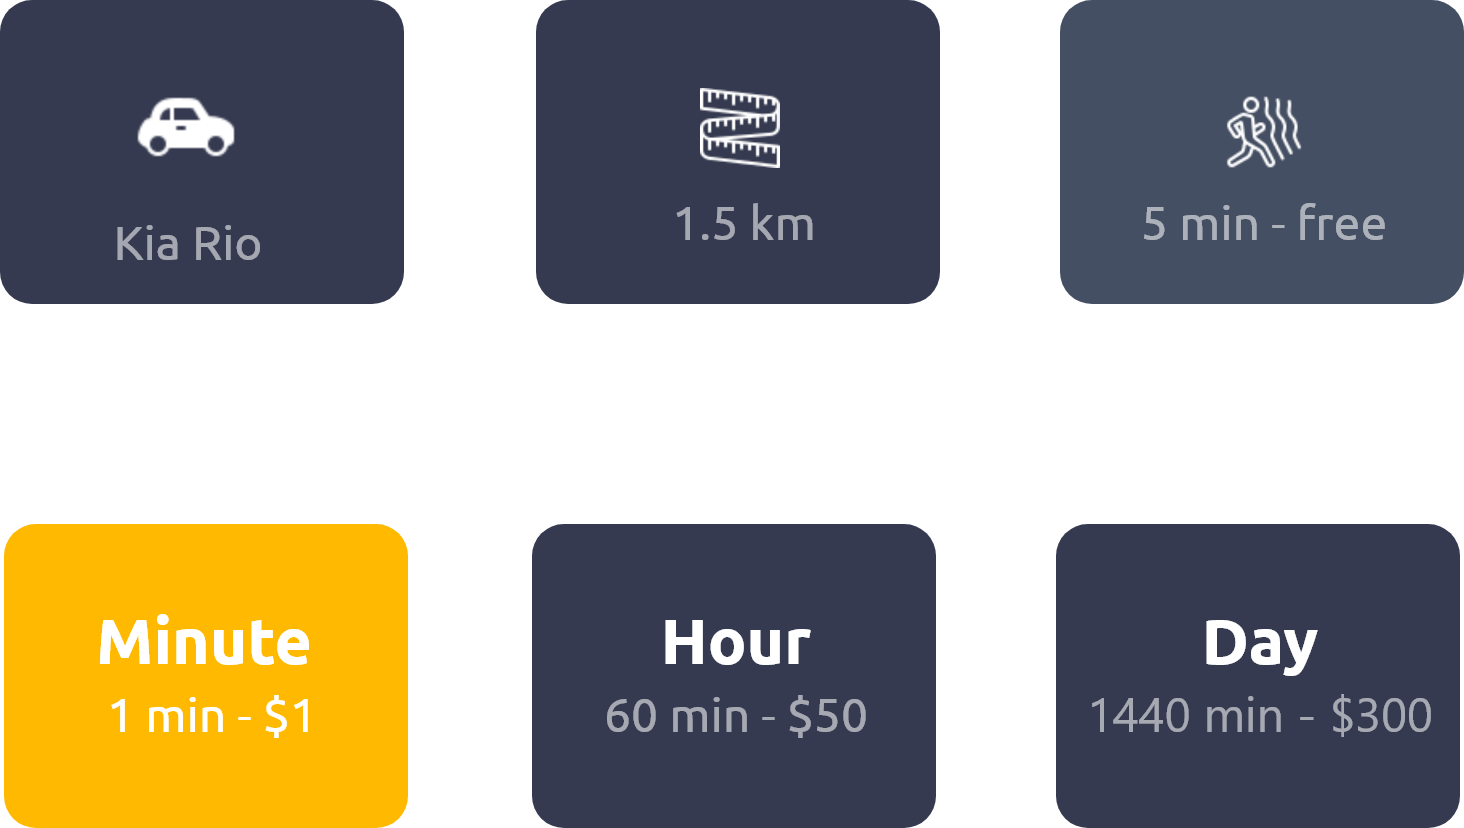 Kia Rio
1.5 km
5 min - free
Minute
1 min - $1
Hour
60 min - $50
Day
1440 min - $300